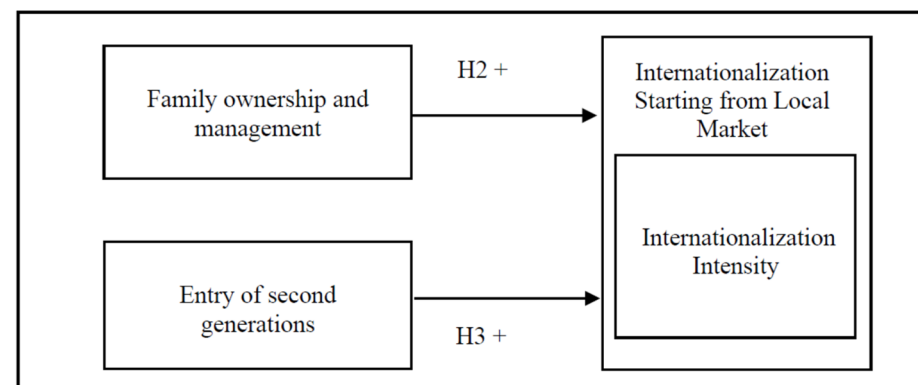 Family ownership and
management
H2 +
Internationalization
Starting from Local
Market
Internationalization
Intensity
Entry of second
generations
H3 +